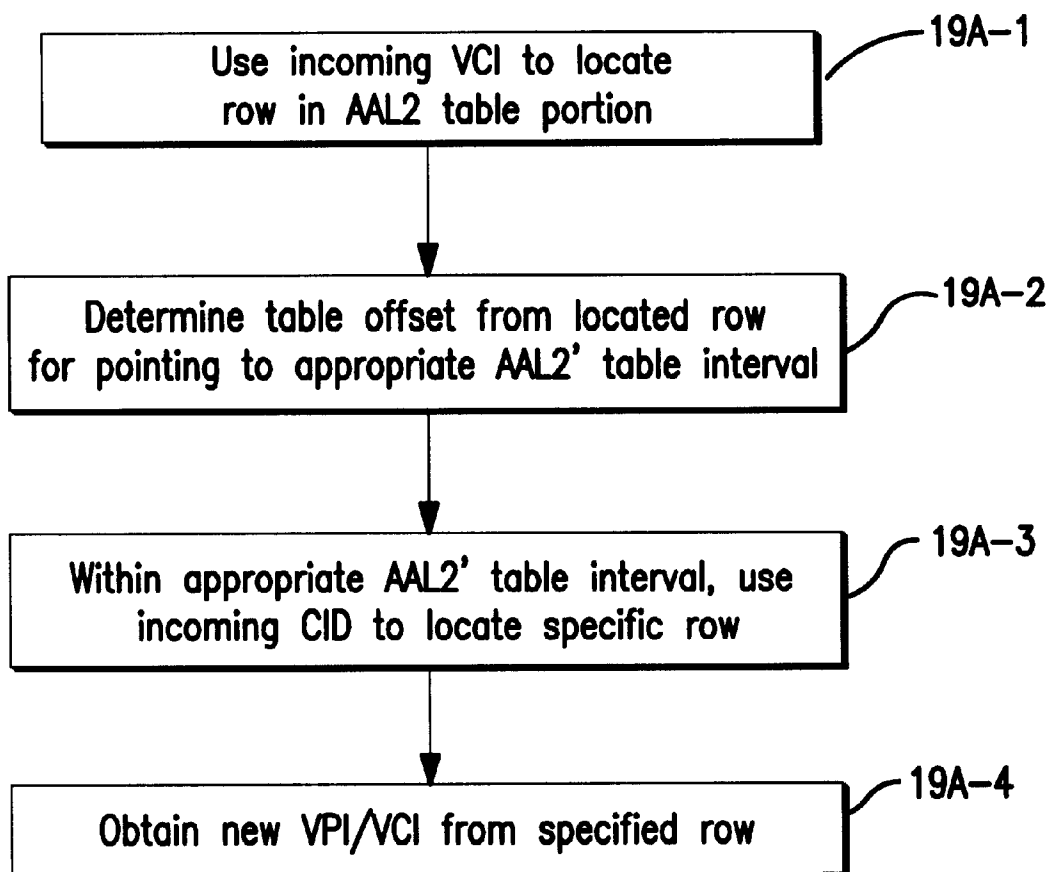 19A-1
Use incoming VCI to locate
row in AAL2 table portion
19A-2
Determine table offset from located row
for pointing to appropriate AAL2' table interval
19A-3
Within appropriate AAL2' table interval, use
incoming CID to locate specific row
19A-4
Obtain new VPI/VCI from specified row